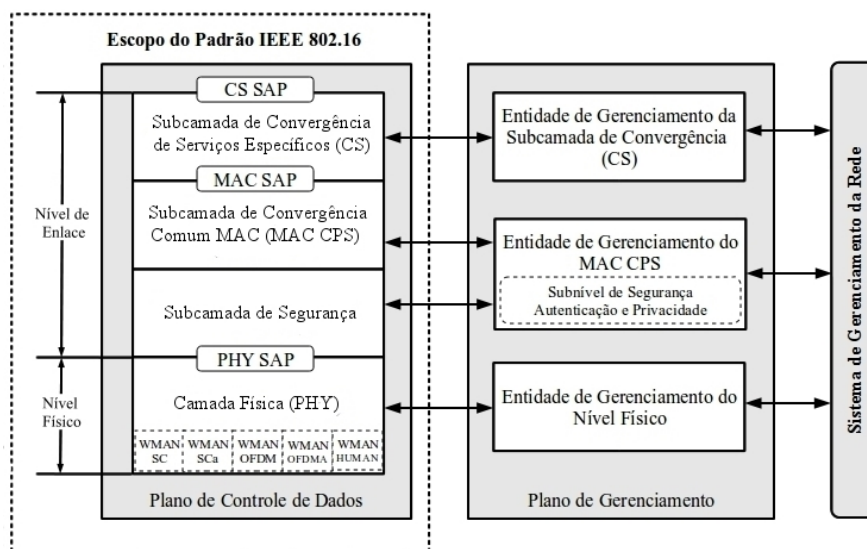 Escopo do Padrão IEEE 802.16
CS SAP
Subcamada de Convergência
de Serviços Específicos (CS)
MAC SAP
Subcamada de Convergência
Comum MAC (MAC CPS)
Subcamada de Segurança
PHY SAP
Camada Física (PHY)
WMAN
SC
WMAN
SCa
WMAN
OFDM
WMAN
OFDMA
WMAN
HUMAN
Plano de Controle de Dados
Nível de
Enlace
Nível
Físico
Entidade de Gerenciamento da
Subcamada de Convergência
(CS)
Entidade de Gerenciamento do
MAC CPS
Subnível de Segurança
Autenticação e Privacidade
Entidade de Gerenciamento do
Nível Físico
Plano de Gerenciamento
Sistema de Gerenciamento da Rede